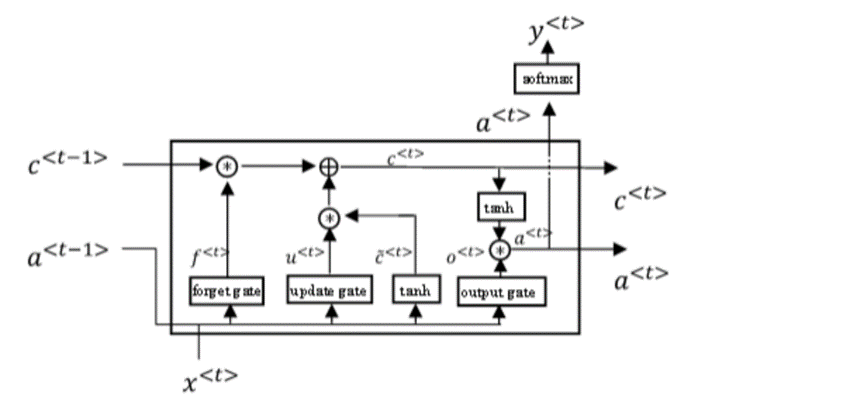 y<t>
softmax
a<t>
c<t-1>
c<t>
c<t>
tanh
a<t-1>
f<t>
u<t>
c̃<t>
o<t>
a<t>
a<t>
forget gate
update gate
tanh
output gate
x<t>